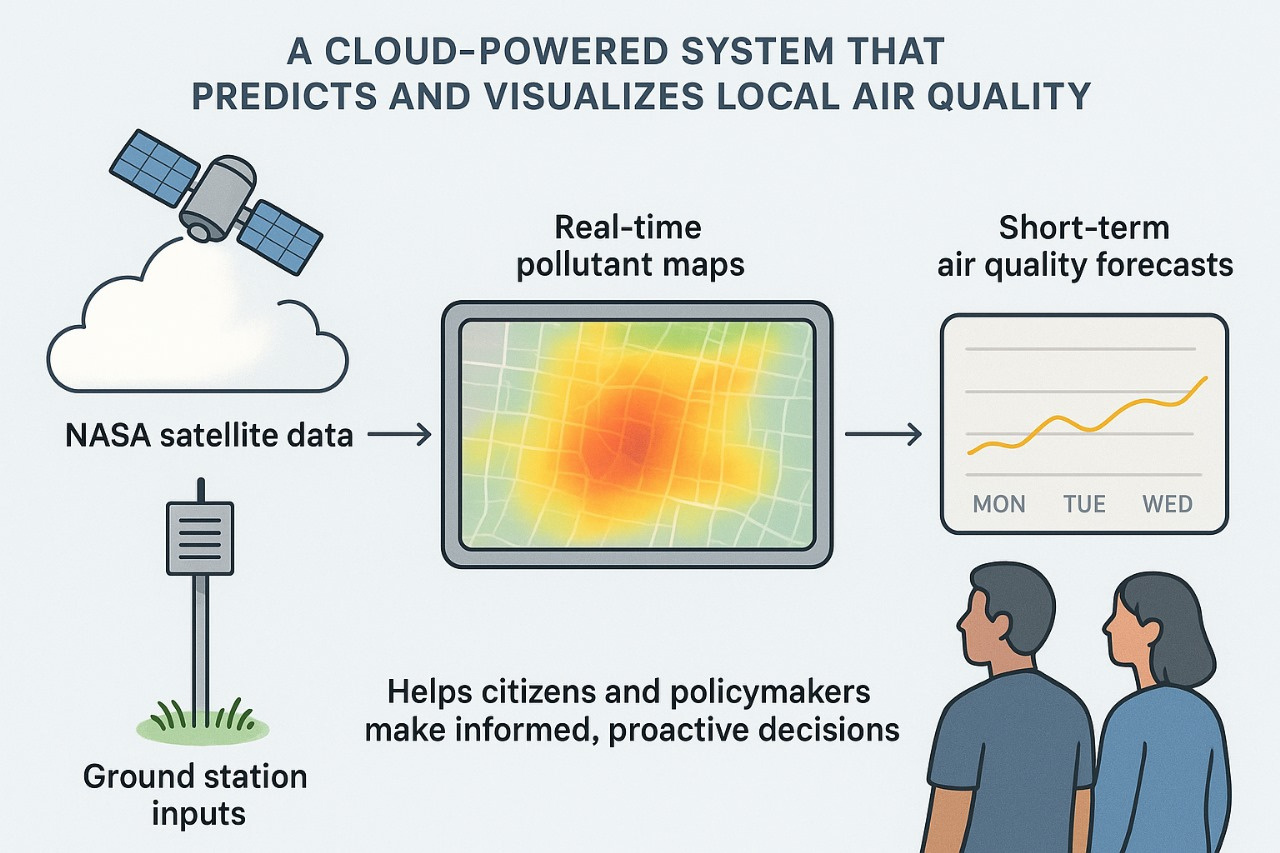 A CLOUD-POWERED SYSTEM THAT
PREDICTS AND VISUALIZES LOCAL AIR QUALITY
NASA satellite data
Ground station
inputs
Real-time
pollutant maps
Short-term
air quality forecasts
MON TUE WED
Helps citizens and policymakers
make informed, proactive decisions